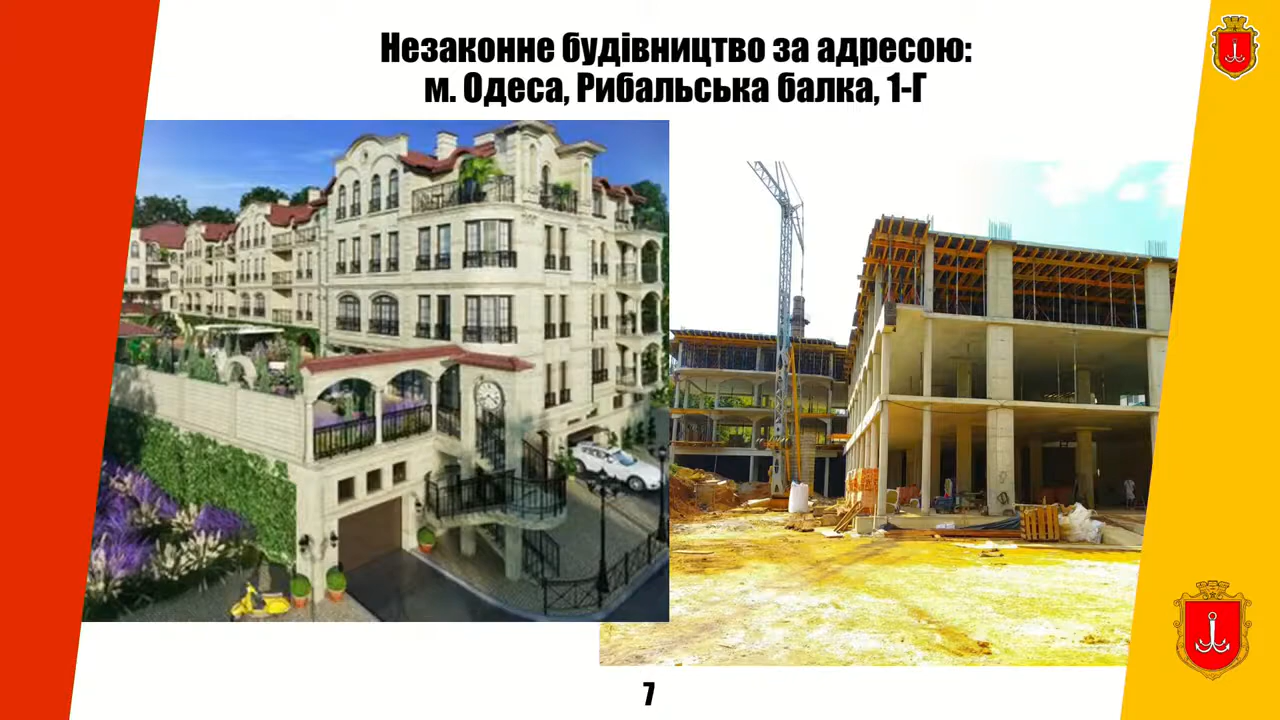 Незаконне будівництво за адресою:
м. Одеса, Рибальська балка, 1-Г
7